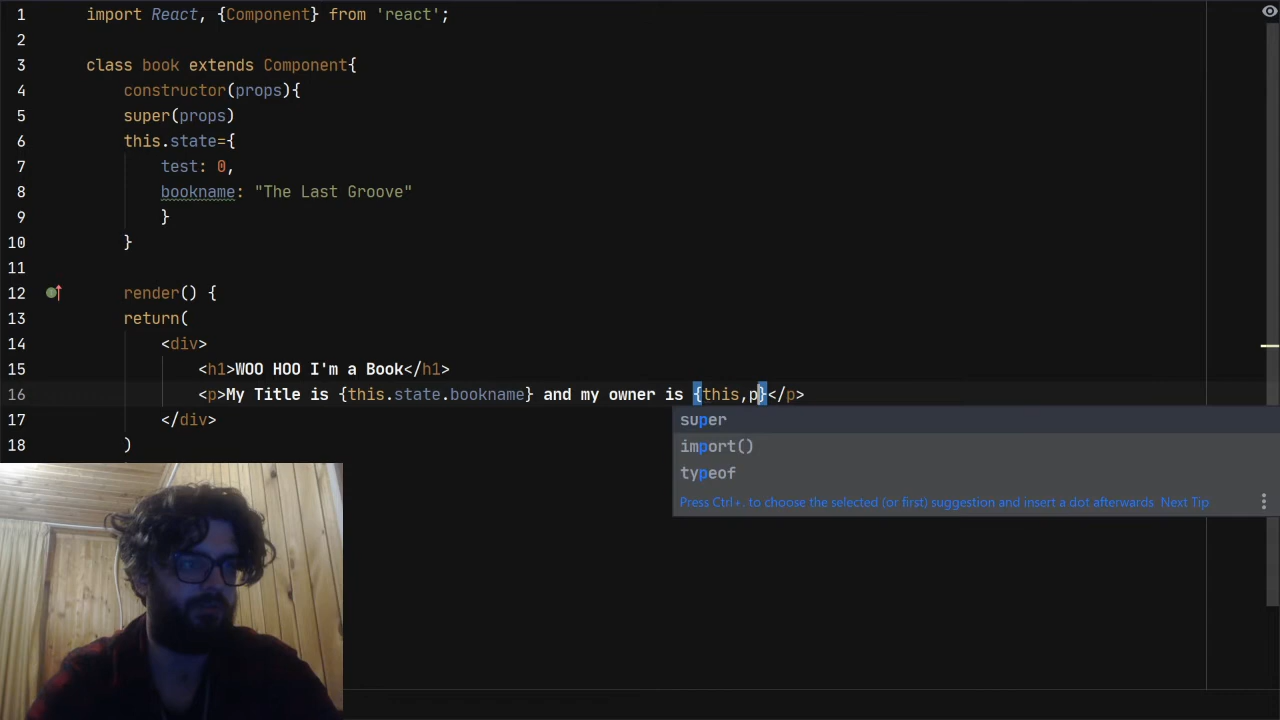 1 import React, {Component} from 'react';
2
3 class book extends Component{
4 constructor(props){
5 super(props)
6 this.state={
7 test: 0,
8 bookname: "The Last Groove"
9 }
10 }
11
12 render() {
13 return(
14 <div>
15 <h1>WOO HOO I'm a Book</h1>
16 <p>My Title is {this.state.bookname} and my owner is {this,p}</p>
17 </div>
18 )
super
import()
typeof
Press Ctrl+. to choose the selected (or first) suggestion and insert a dot afterwards Next Tip